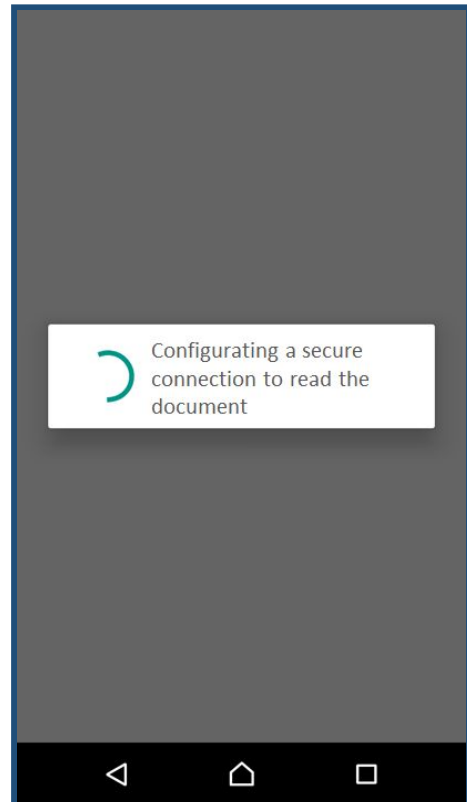 Configurating a secure
connection to read the
document